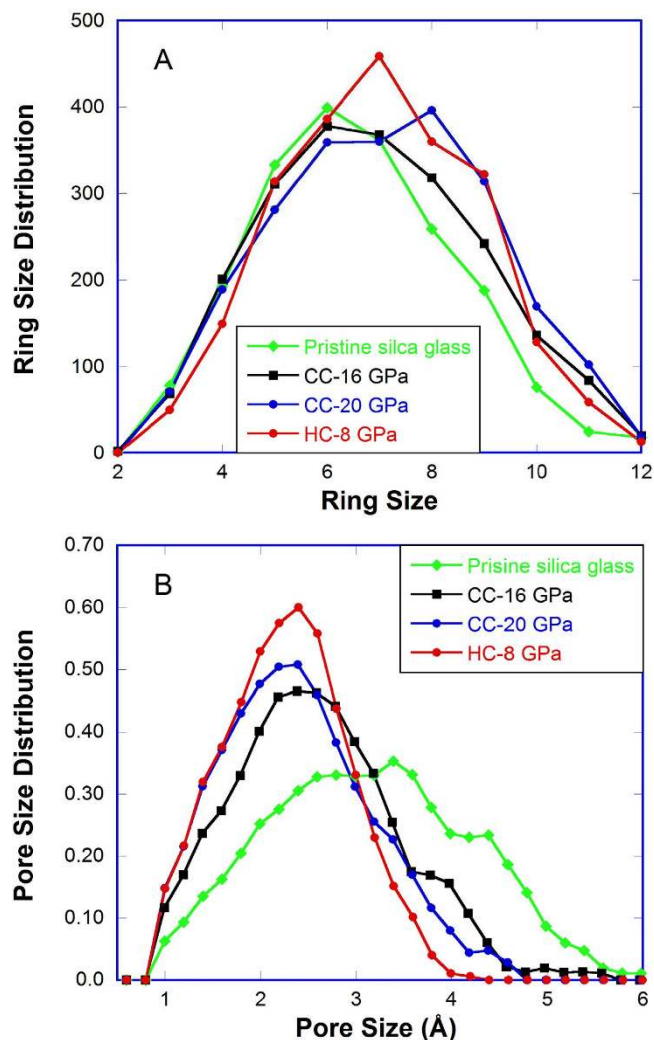 A
Ring Size Distribution
500
400
300
200
100
0
Pristine silca glass
CC-16 GPa
CC-20 GPa
HC-8 GPa
2 4 6 8 10 12
Ring Size
B
Pore Size Distribution
0.70
0.60
0.50
0.40
0.30
0.20
0.10
0.0
Prisine silica glass
CC-16 GPa
CC-20 GPa
HC-8 GPa
1 2 3 4 5 6
Pore Size (Å)